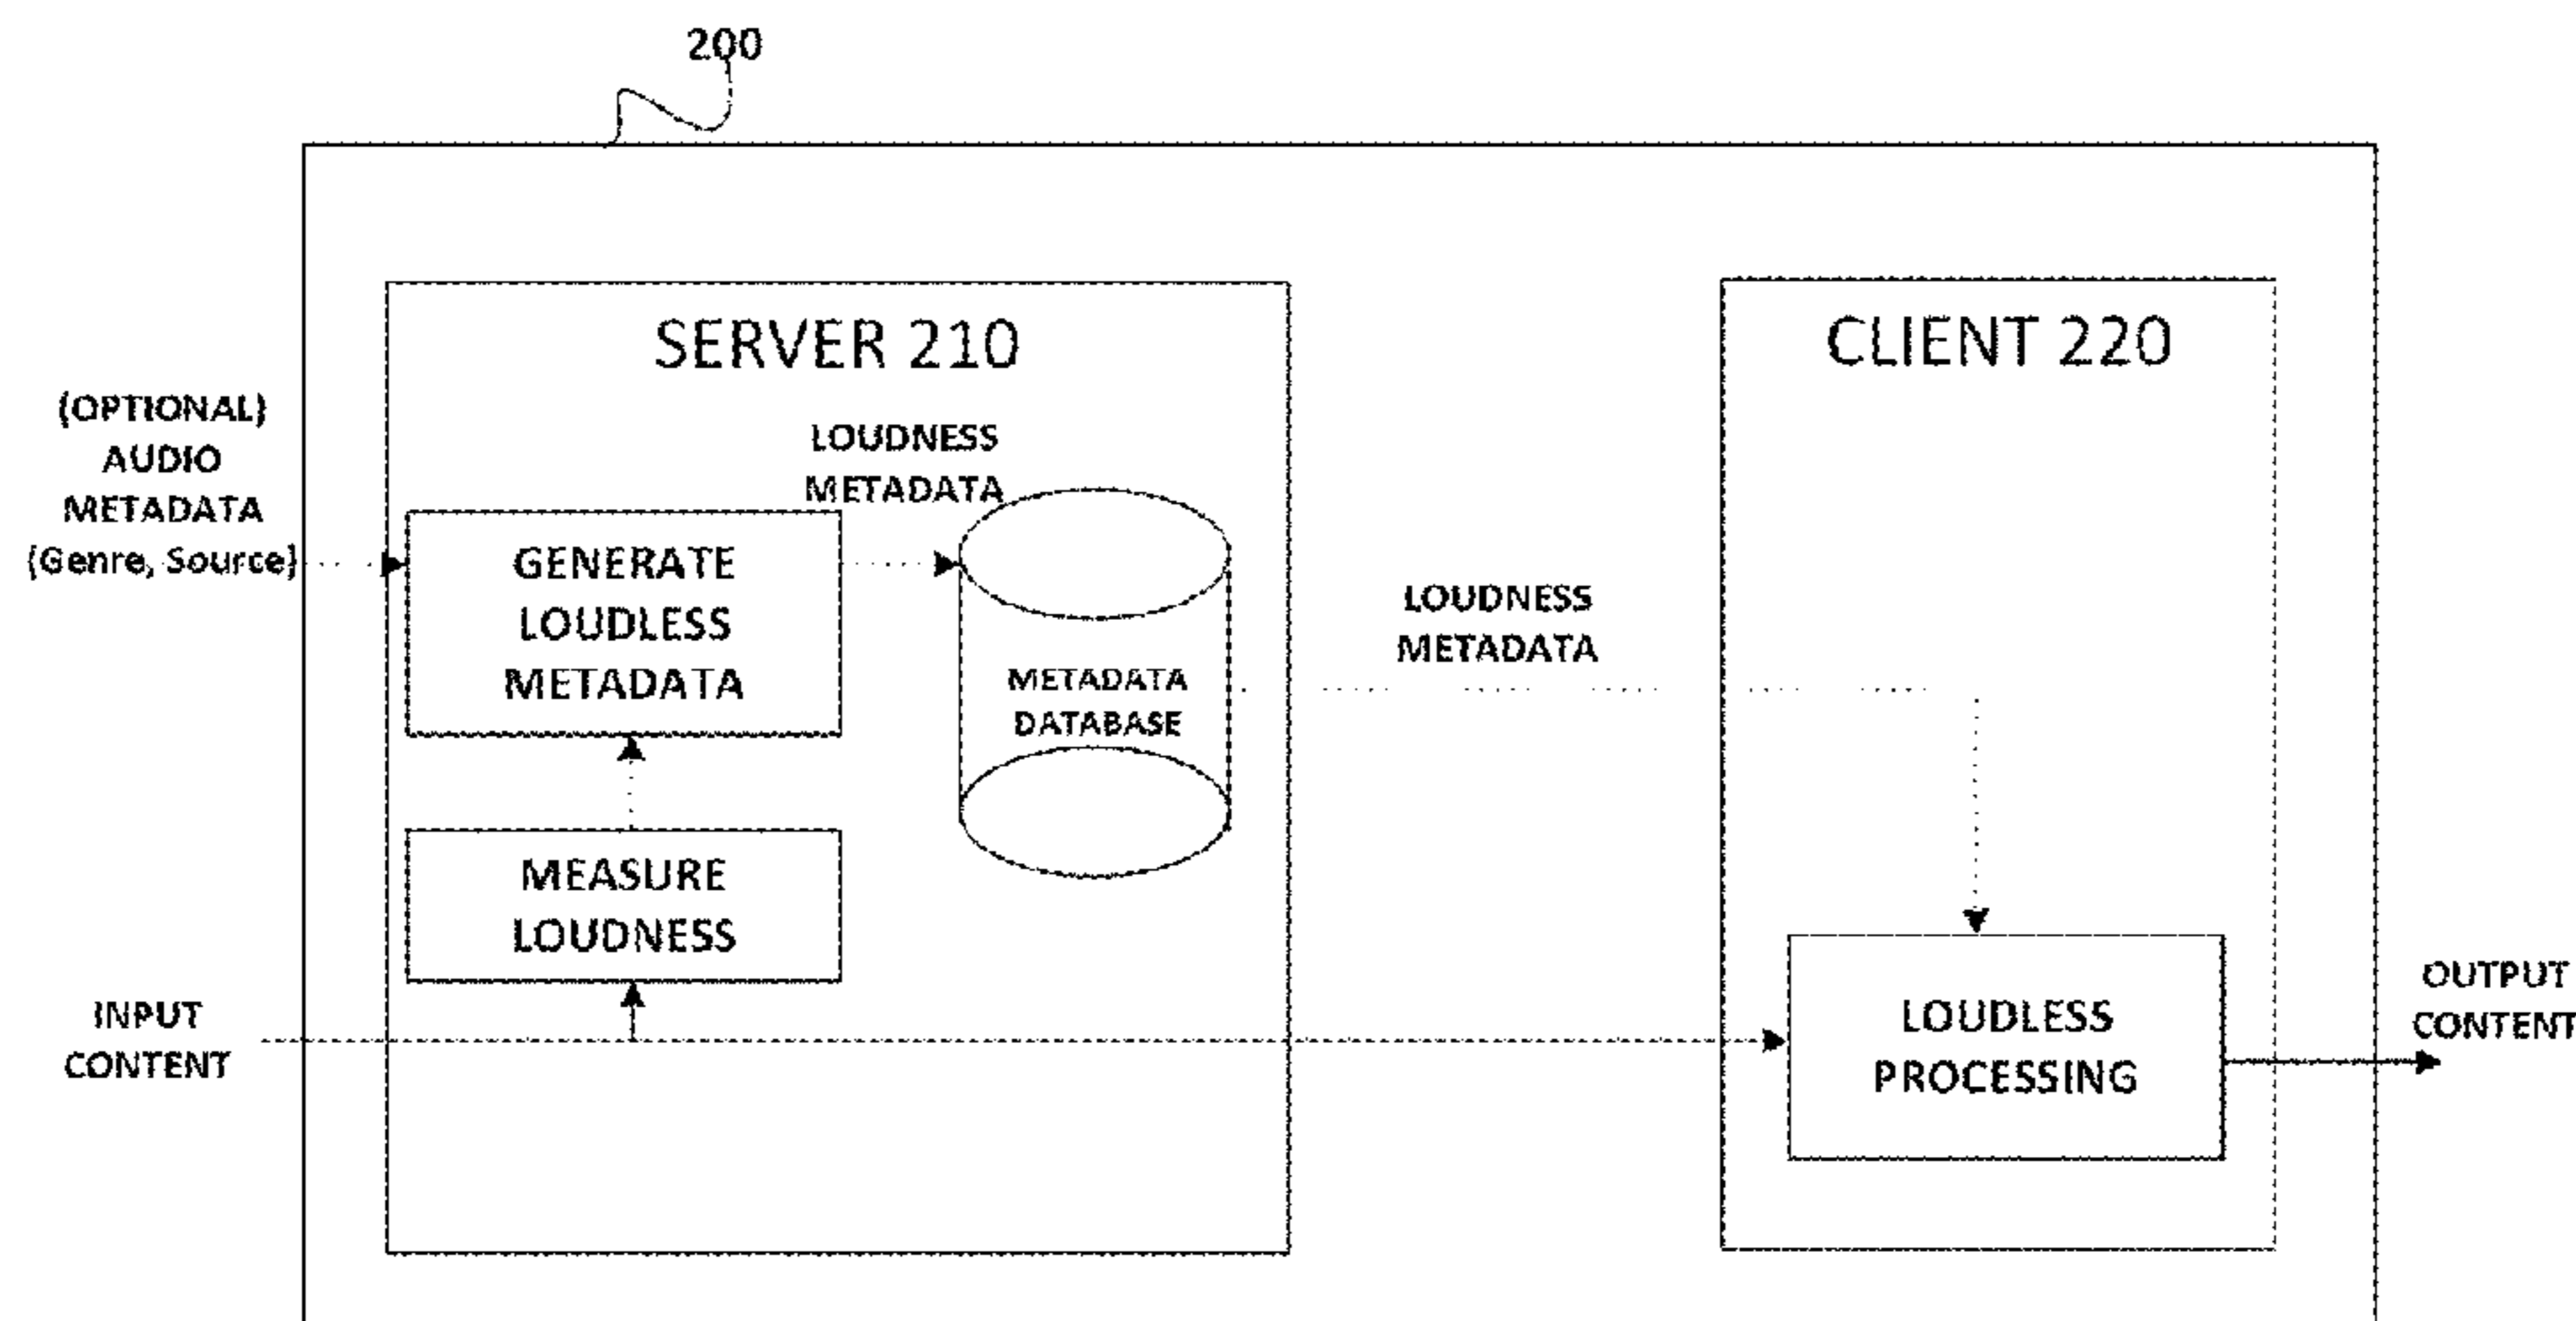 200
SERVER 210
CLIENT 220
(OPTIONAL)
AUDIO
METADATA
(Genre, Source)
LOUDNESS
METADATA
GENERATE
LOUDLESS
METADATA
METADATA
DATABASE
LOUDNESS
METADATA
MEASURE
LOUDNESS
INPUT
CONTENT
LOUDLESS
PROCESSING
OUTPUT
CONTENT